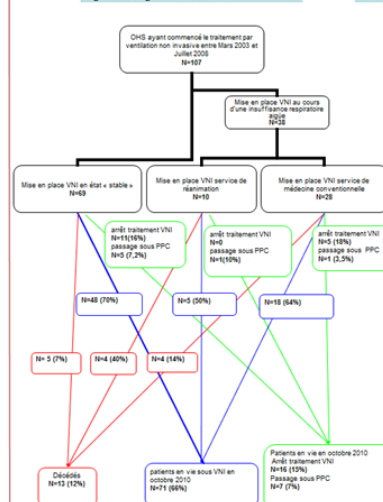 OHS ayant commencé le traitement par
ventilation non invasive entre Mars 2003 et
Juillet 2008
N=107
Mise en place VNI au cours
d'une insuffisance respiratoire
aigüe
N=38
Mise en place VNI en état « stable »
N=69
Mise en place VNI service de
réanimation
N=10
Mise en place VNI service de
médecine conventionnelle
N=28
arrêt traitement VNI
N=11(16%)
passage sous PPC
N=5 (7,2%)
arrêt traitement VNI
N=0
passage sous PPC
N=1(10%)
arrêt traitement VNI
N=5 (18%)
passage sous PPC
N=1 (3,5%)
N=48 (70%)
N=5 (50%)
N=18 (64%)
N= 5 (7%)
N=4 (40%)
N=4 (14%)
Décédés
N=13 (12%)
patients en vie sous VNI en
octobre 2010
N=71 (66%)
Patients en vie en octobre 2010
Arrêt traitement VNI
N=16 (15%)
Passage sous PPC
N=7 (7%)